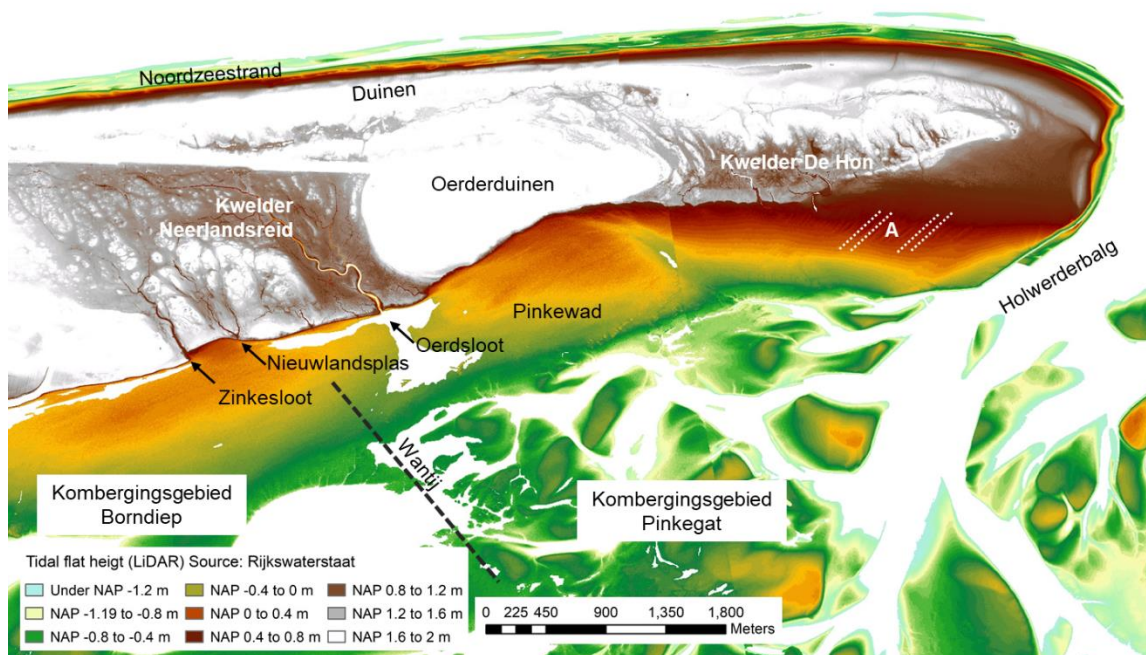 Noordzeestrand
Duinen
Kwelder De Hon
Oerderduinen
Kwelder
Neerlandsreid
A
Holwerderbalg
Pinkewad
Oerdsloot
Nieuwlandsplas
Zinkesloot
Wantij
Kombergingsgebied
Borndiep
Kombergingsgebied
Pinkegat
Tidal flat heigt (LiDAR) Source: Rijkswaterstaat
Under NAP -1.2 m
NAP -0.4 to 0 m
NAP 0.8 to 1.2 m
NAP -1.19 to -0.8 m
NAP 0 to 0.4 m
NAP 1.2 to 1.6 m
NAP -0.8 to -0.4 m
NAP 0.4 to 0.8 m
NAP 1.6 to 2 m
0 225 450 900 1,350 1,800
Meters